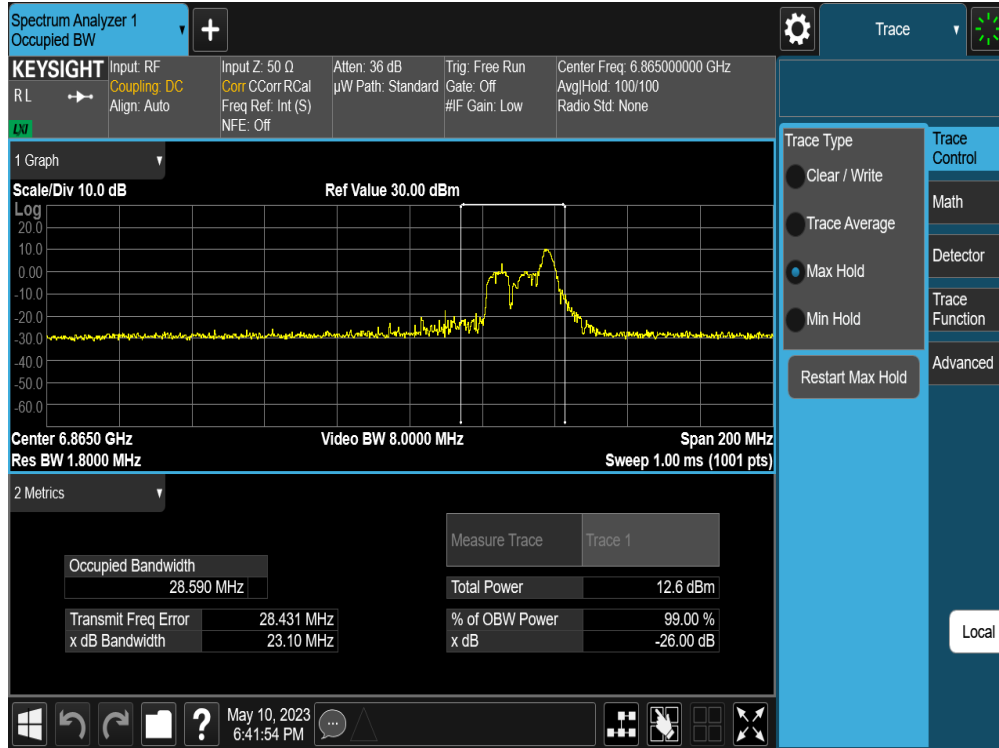 Spectrum Analyzer 1
Occupied BW
▼
+
Trace
▼
KEYSIGHT
RL
LXI
Input: RF
Coupling: DC
Align: Auto
Input Z: 50 Ω
Corr CCorr RCal
Freq Ref: Int (S)
NFE: Off
Atten: 36 dB
µW Path: Standard
Trig: Free Run
Gate: Off
#IF Gain: Low
Center Freq: 6.865000000 GHz
Avg|Hold: 100/100
Radio Std: None
1 Graph ▼
Scale/Div 10.0 dB Ref Value 30.00 dBm
Log
20.0
10.0
0.00
-10.0
-20.0
-30.0
-40.0
-50.0
-60.0
Center 6.8650 GHz Video BW 8.0000 MHz Span 200 MHz
Res BW 1.8000 MHz Sweep 1.00 ms (1001 pts)
2 Metrics ▼
Measure Trace Trace 1
Occupied Bandwidth
28.590 MHz
Total Power 12.6 dBm
Transmit Freq Error 28.431 MHz
% of OBW Power 99.00 %
x dB Bandwidth 23.10 MHz
x dB -26.00 dB
Trace Type
Clear / Write
Trace Average
Max Hold
Min Hold
Restart Max Hold
Trace
Control
Math
Detector
Trace
Function
Advanced
Local
?
May 10, 2023
6:41:54 PM